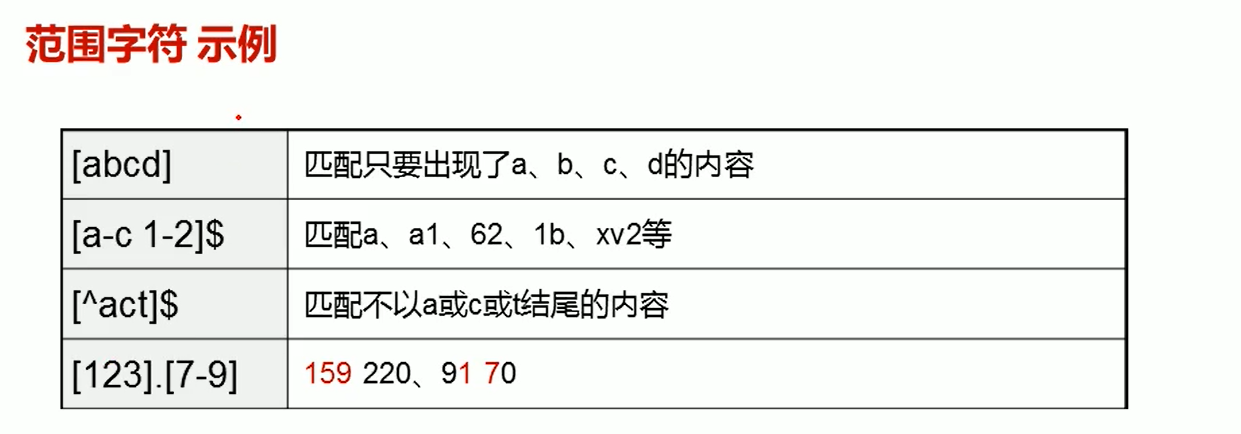 范围字符 示例
[abcd]
匹配只要出现了a、b、c、d的内容
[a-c 1-2]$
匹配a、a1、62、1b、xv2等
[^act]$
匹配不以a或c或t结尾的内容
[123].[7-9]
159 220、91 70